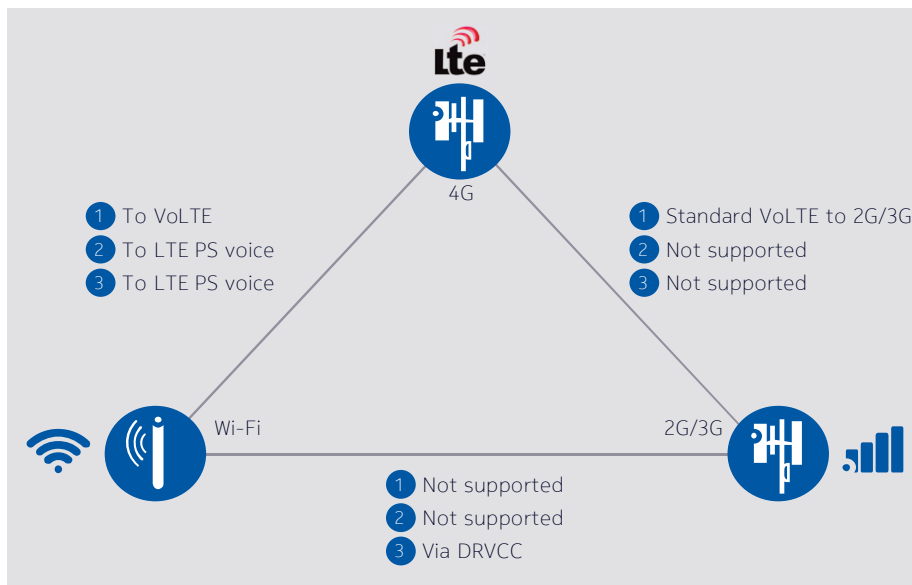 Lte
4G
1 To VoLTE
2 To LTE PS voice
3 To LTE PS voice
1 Standard VoLTE to 2G/3G
2 Not supported
3 Not supported
Wi-Fi
2G/3G
1 Not supported
2 Not supported
3 Via DRVCC